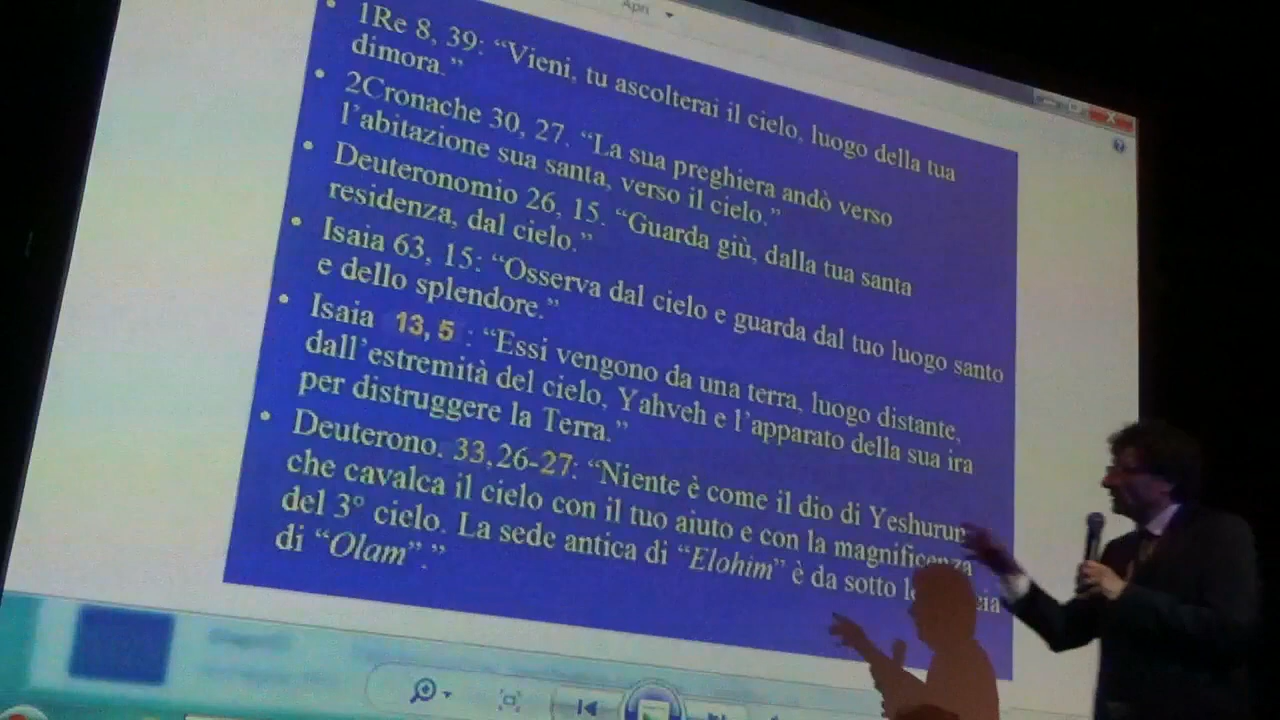 Apri
1Re 8, 39: “Vieni, tu ascolterai il cielo, luogo della tua
dimora.”
2Cronache 30, 27. “La sua preghiera andò verso
l’abitazione sua santa, verso il cielo.”
Deuteronomio 26, 15. “Guarda giù, dalla tua santa
residenza, dal cielo.”
Isaia 63, 15: “Osserva dal cielo e guarda dal tuo luogo santo
e dello splendore.”
Isaia 13, 5 : “Essi vengono da una terra, luogo distante,
dall’estremità del cielo, Yahveh e l’apparato della sua ira
per distruggere la Terra.”
Deuterono. 33,26-27: “Niente è come il dio di Yeshurun
che cavalca il cielo con il tuo aiuto e con la magnificenza
del 3° cielo. La sede antica di “Elohim” è da sotto
di “Olam”.”